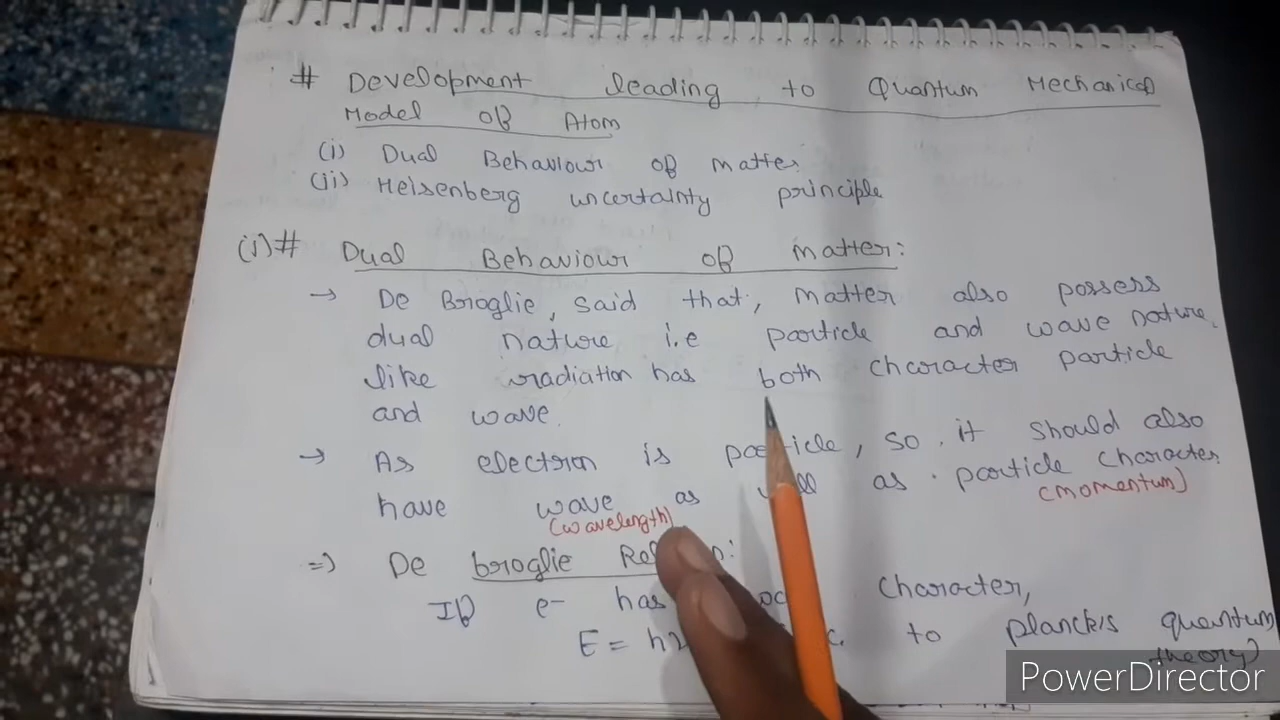 # Development leading to Quantum Mechanical
Model of Atom
(i) Dual Behaviour of matter
(ii) Heisenberg uncertainty principle
(i) # Dual Behaviour of matter:
→ De Broglie, said that, matter also possess
dual nature i.e particle and wave nature.
like radiation has both character particle
and wave.
→ As electron is particle, so, it should also
have wave as well as particle character
(wavelength) (momentum)
⇒ De broglie
If e- has character,
E = h to planck's quantum
theory)
PowerDirector